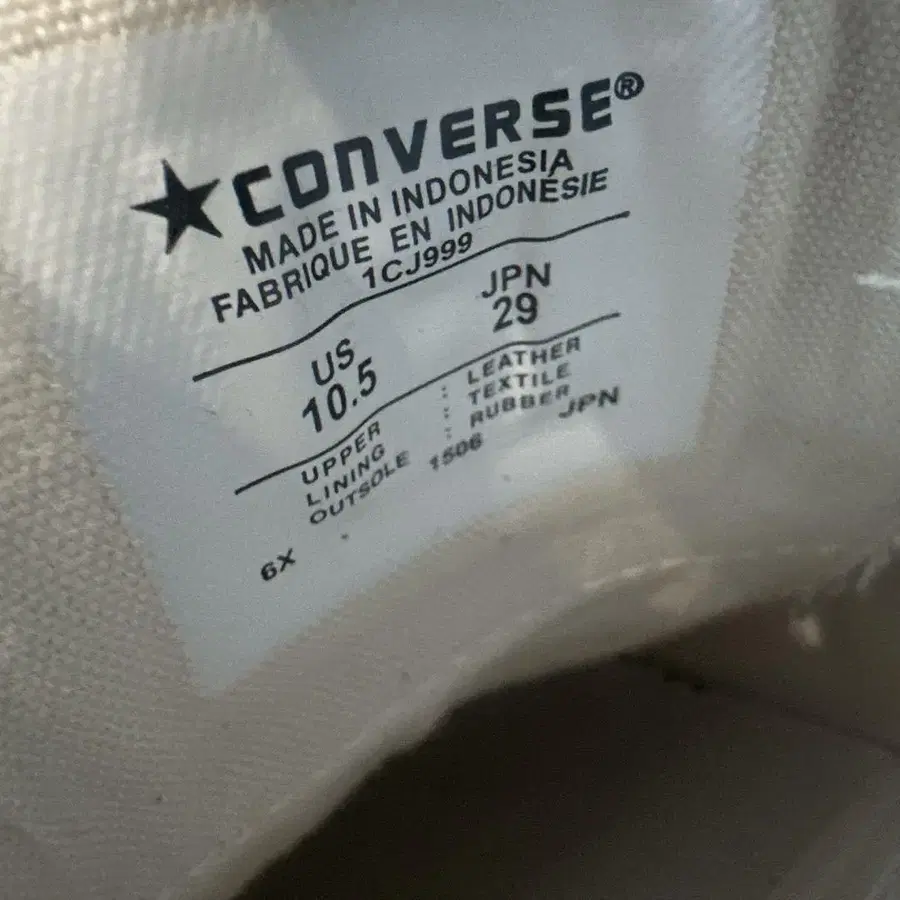 ★CONVERSE®
MADE IN INDONESIA
FABRIQUE EN INDONÉSIE
1CJ999
US JPN
10.5 29
UPPER : LEATHER
LINING : TEXTILE
OUTSOLE : RUBBER
6X 1506 JPN